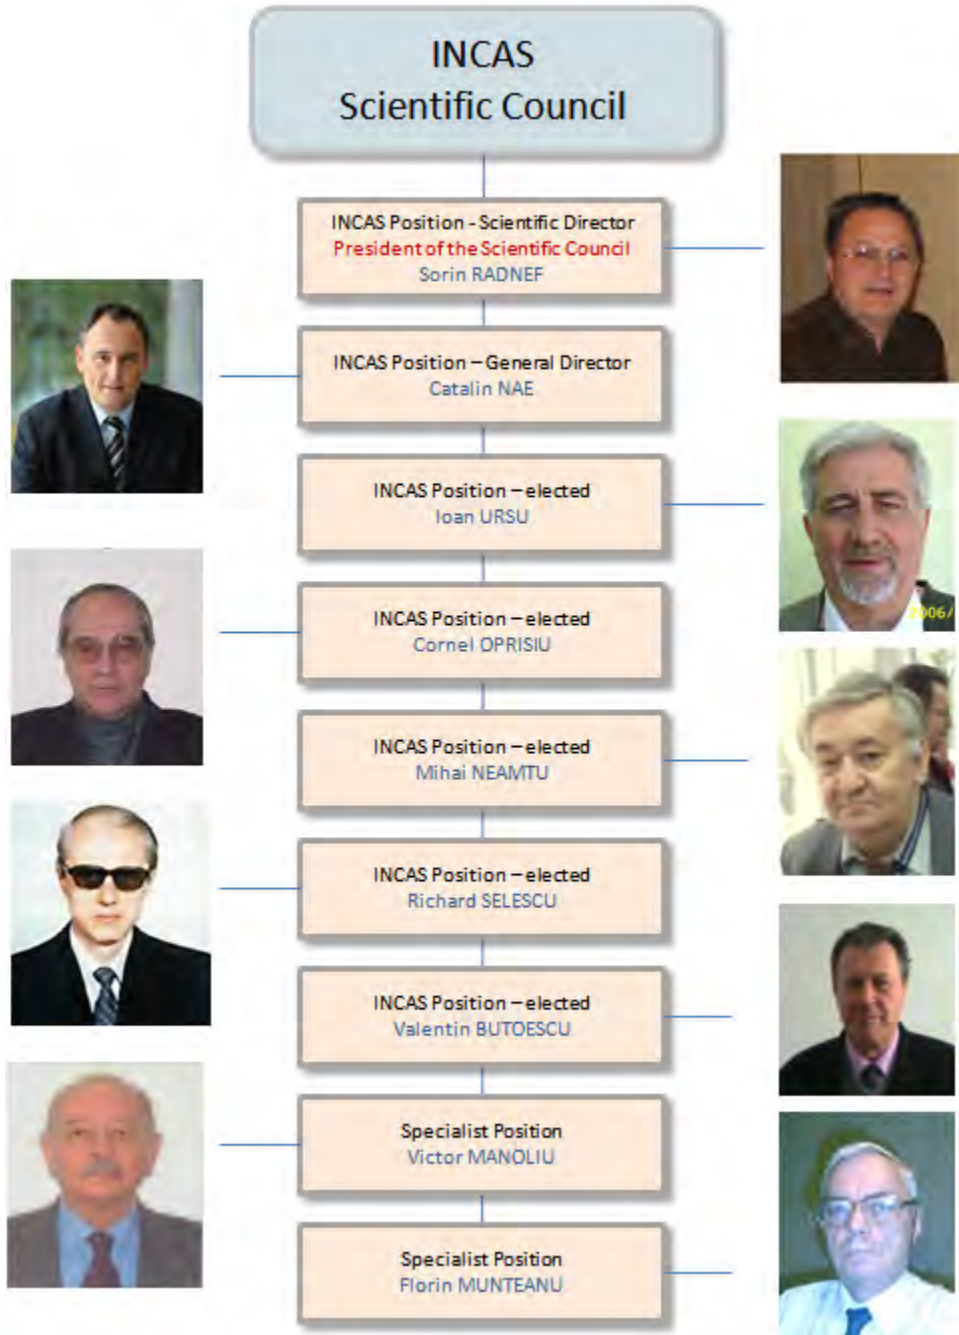 INCAS
Scientific Council
INCAS Position - Scientific Director
President of the Scientific Council
Sorin RADNEF
INCAS Position – General Director
Catalin NAE
INCAS Position – elected
Ioan URSU
2006/
INCAS Position – elected
Cornel OPRISIU
INCAS Position – elected
Mihai NEAMTU
INCAS Position – elected
Richard SELESCU
INCAS Position – elected
Valentin BUTOESCU
Specialist Position
Victor MANOLIU
Specialist Position
Florin MUNTEANU